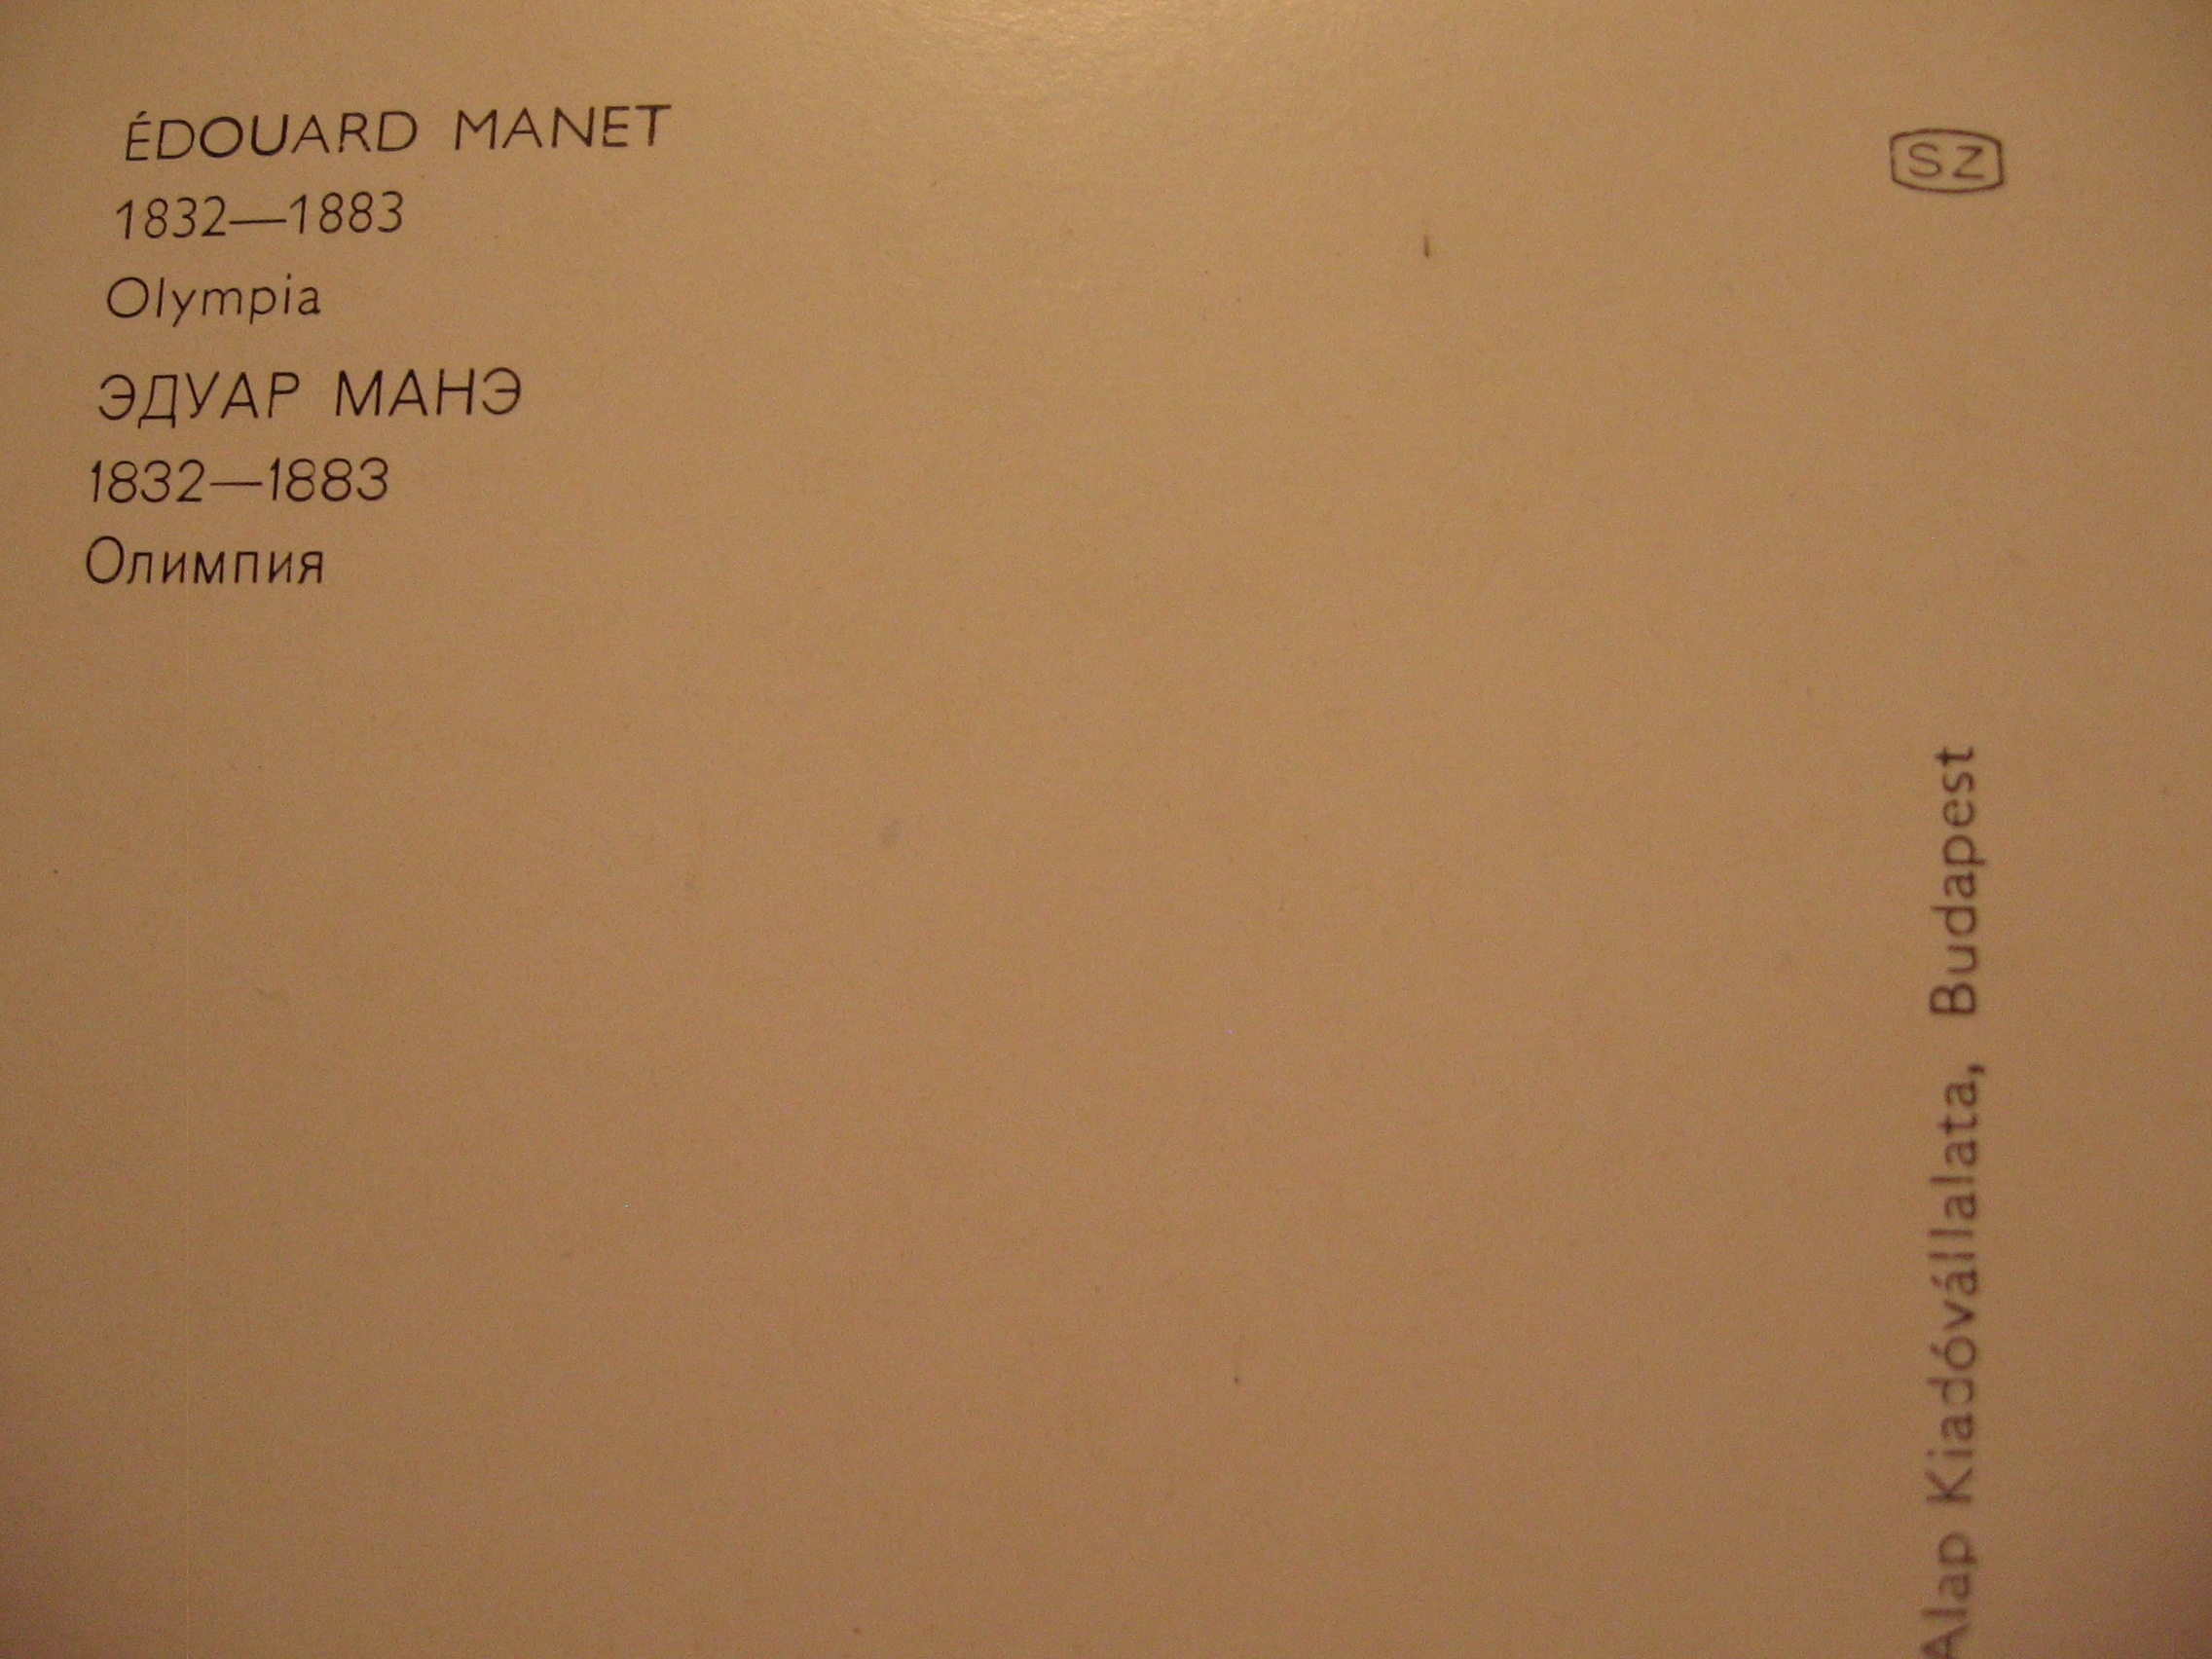 ÉDOUARD MANET
1832—1883
Olympia
ЭДУАР МАНЭ
1832—1883
Олимпия
SZ
Alap Kiadóvállalata, Budapest